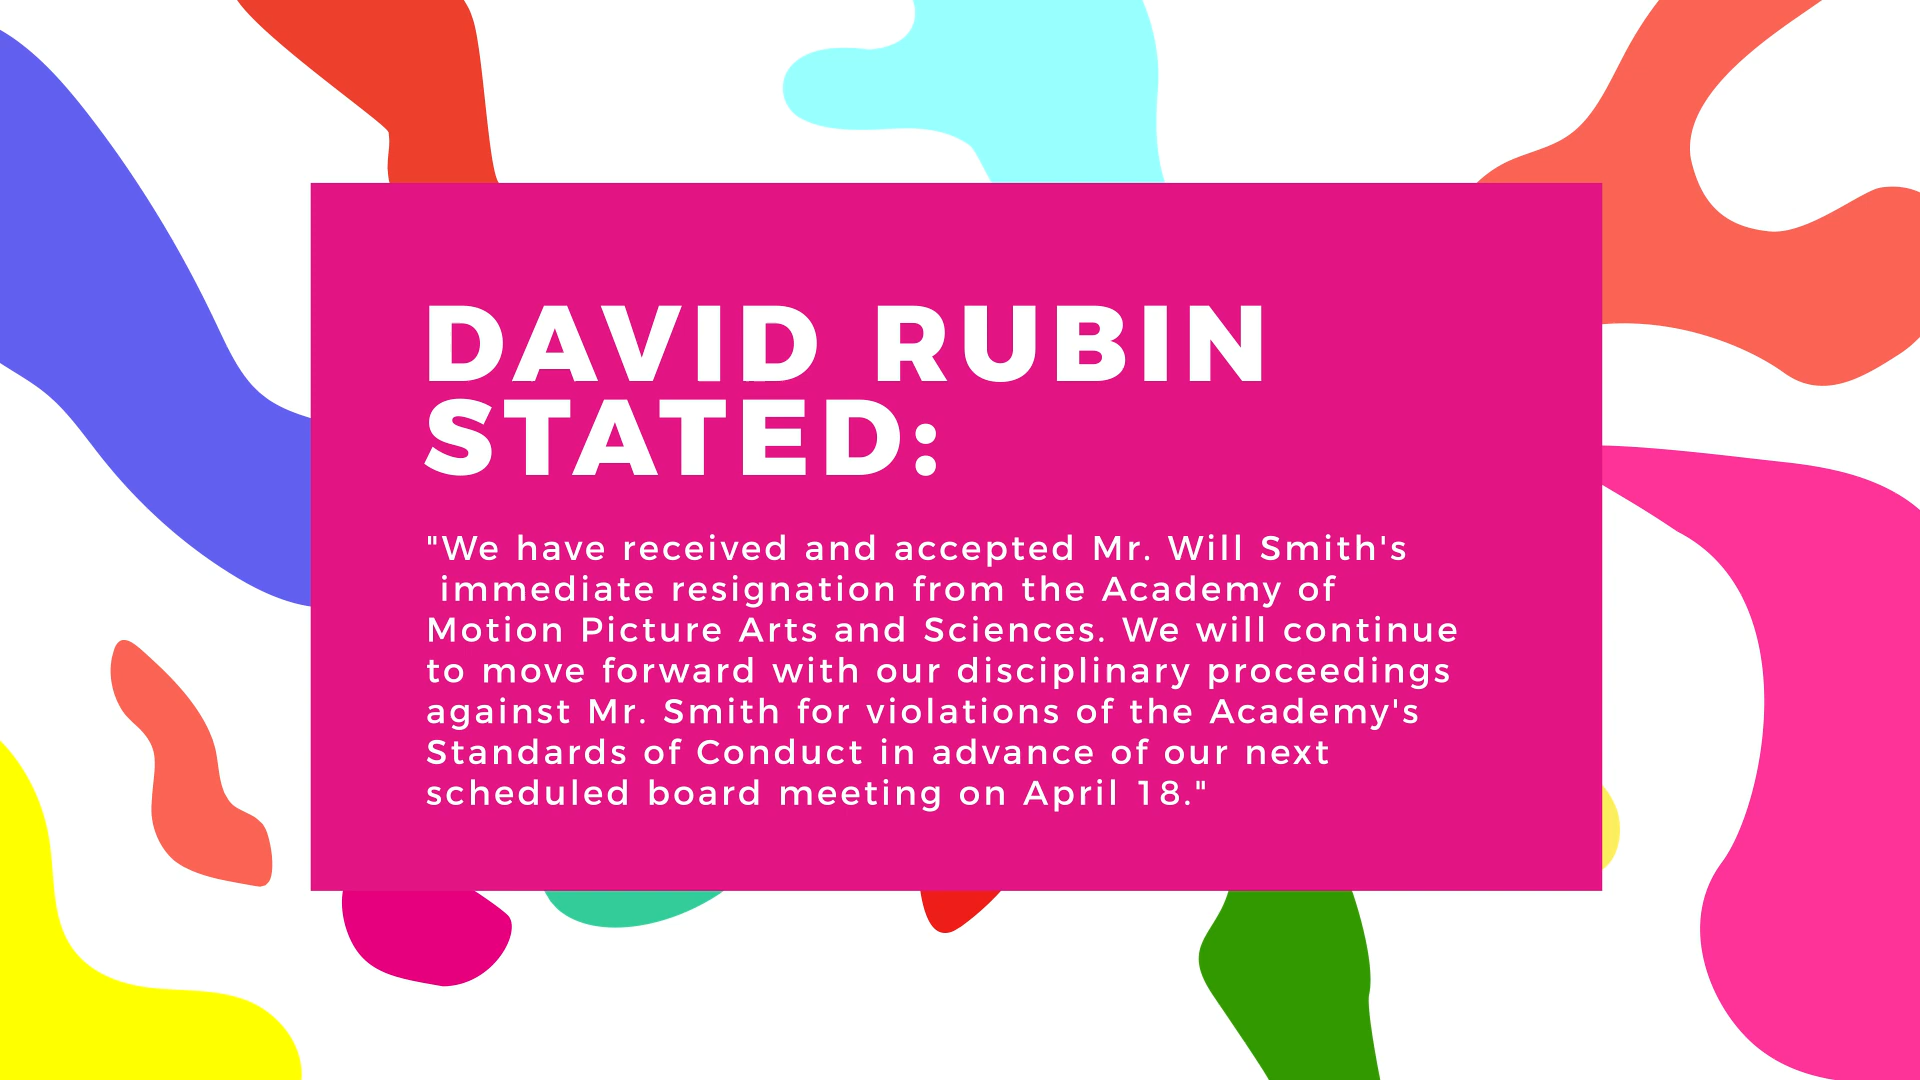 DAVID RUBIN
STATED:
"We have received and accepted Mr. Will Smith's
immediate resignation from the Academy of
Motion Picture Arts and Sciences. We will continue
to move forward with our disciplinary proceedings
against Mr. Smith for violations of the Academy's
Standards of Conduct in advance of our next
scheduled board meeting on April 18."